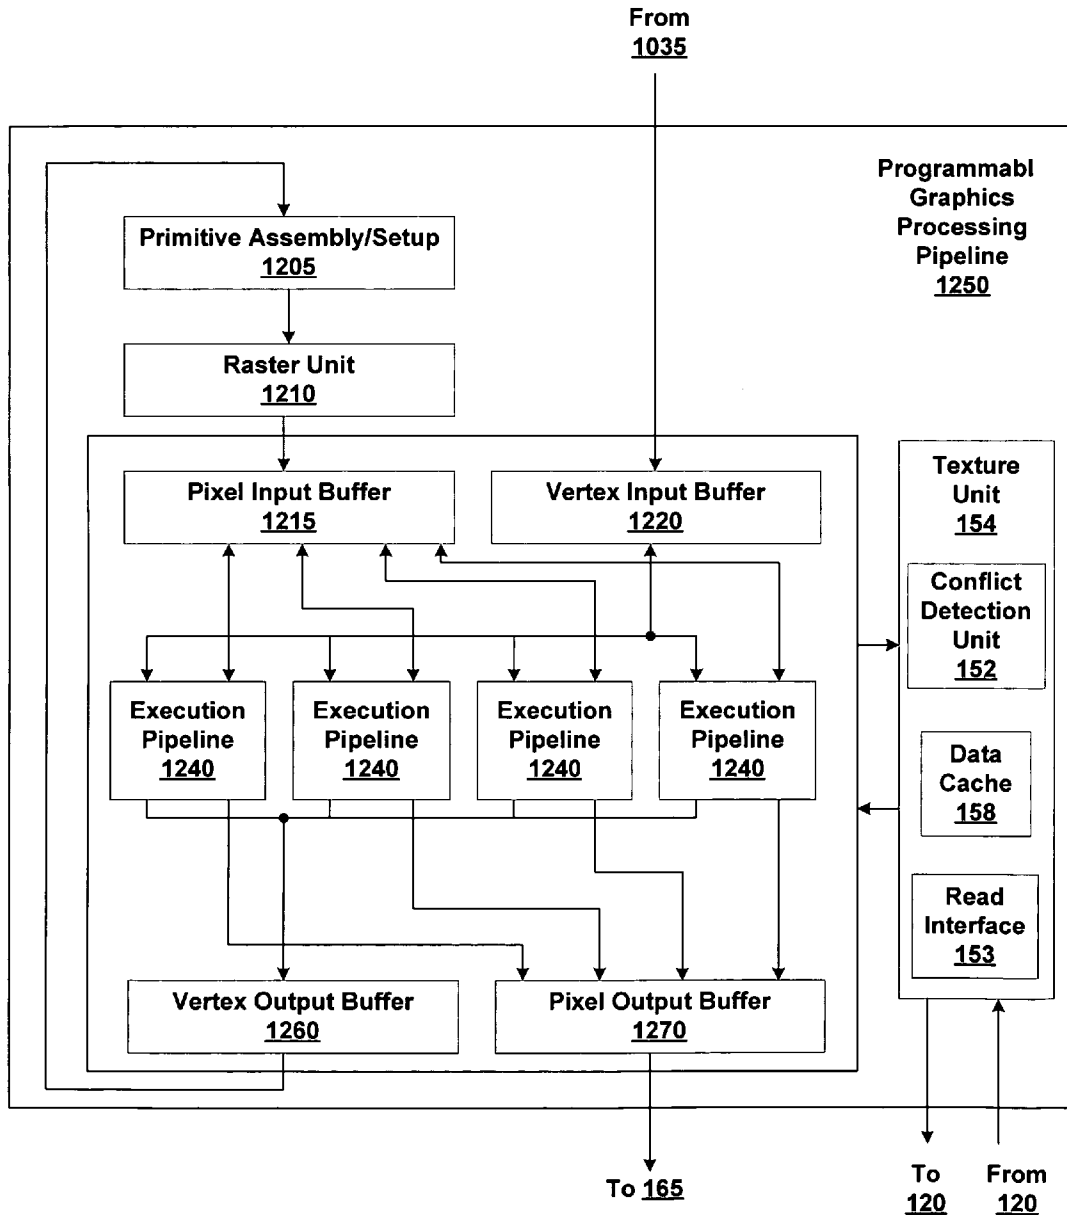 From
1035
Programmabl
Graphics
Processing
Pipeline
1250
Primitive Assembly/Setup
1205
Raster Unit
1210
Pixel Input Buffer
1215
Vertex Input Buffer
1220
Texture
Unit
154
Conflict
Detection
Unit
152
Execution
Pipeline
1240
Execution
Pipeline
1240
Execution
Pipeline
1240
Execution
Pipeline
1240
Data
Cache
158
Read
Interface
153
Vertex Output Buffer
1260
Pixel Output Buffer
1270
To 165
To
120
From
120